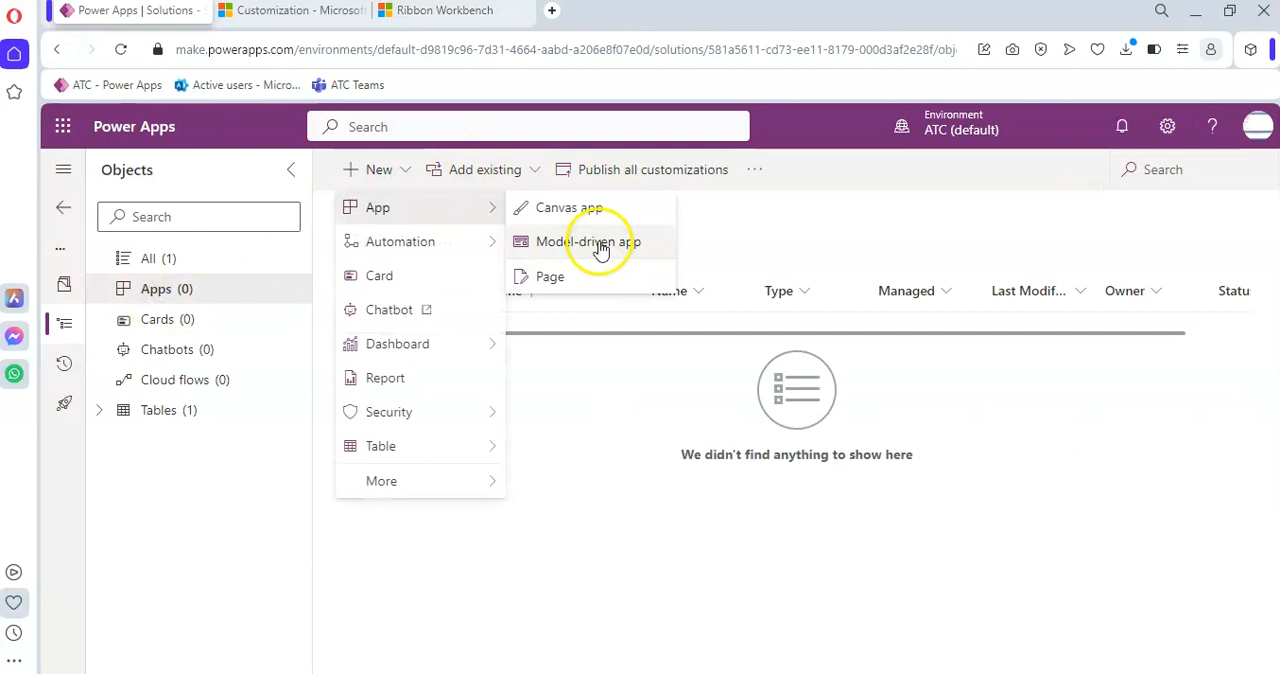 Power Apps | Solutions -
Customization - Microsoft
Ribbon Workbench
make.powerapps.com/environments/default-d9819c96-7d31-4664-aabd-a206e8f07e0d/solutions/581a5611-cd73-ee11-8179-000d3af2e28f/obj
ATC - Power Apps
Active users - Micro...
ATC Teams
Power Apps
Search
Environment
ATC (default)
Objects
New
Add existing
Publish all customizations
Search
Search
All (1)
Apps (0)
Cards (0)
Chatbots (0)
Cloud flows (0)
Tables (1)
App
Automation
Card
Chatbot
Dashboard
Report
Security
Table
More
Canvas app
Model-driven app
Page
Name
Type
Managed
Last Modif...
Owner
Statu
We didn't find anything to show here